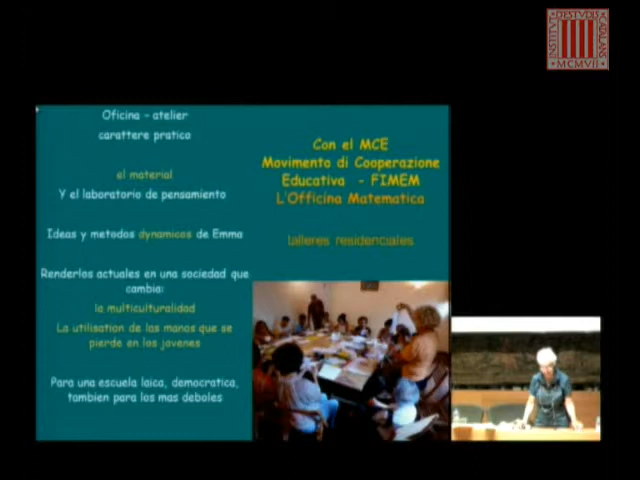 INSTITVT
D'ESTVDIS
CATALANS
MCMVII
Oficina - atelier
carattere pratico
el material
Y el laboratorio de pensamiento
Ideas y metodos dynamicos de Emma
Renderlos actuales en una sociedad que
cambia:
la multiculturalidad
La utilisation de las manos que se
pierde en los jovenes
Para una escuela laica, democratica,
tambien para los mas deboles
Con el MCE
Movimento di Cooperazione
Educativa - FIMEM
L'Officina Matematica
talleres residenciales